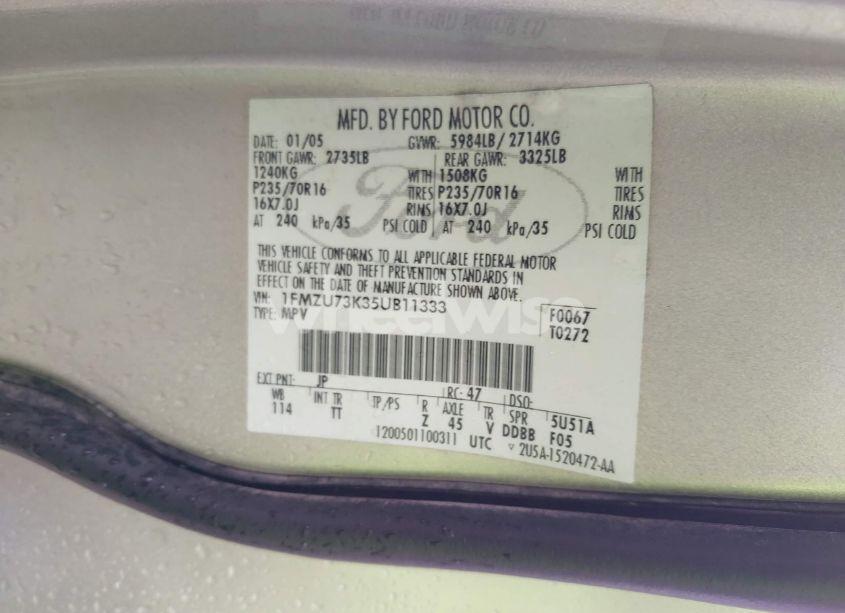 MFD. BY FORD MOTOR CO.
DATE: 01/05 GVWR: 5984LB/ 2714KG
FRONT GAWR: 2735LB REAR GAWR: 3325LB
1240KG WITH 1508KG WITH
P235/70R16 TIRES P235/70R16 TIRES
16X7.0J RIMS 16X7.0J RIMS
AT 240 kPa/35 PSI COLD AT 240 kPa/35 PSI COLD
Ford
THIS VEHICLE CONFORMS TO ALL APPLICABLE FEDERAL MOTOR
VEHICLE SAFETY AND THEFT PREVENTION STANDARDS IN
EFFECT ON THE DATE OF MANUFACTURE SHOWN ABOVE.
VIN: 1FMZU73K35UB11333 F0067
TYPE: MPV T0272
wheelwise
EXT PNT: JP RC: 47 DSO:
WB INT TR TP/PS R AXLE TR SPR 5U51A
114 TT Z 45 V DDBB F05
1200501100311 UTC 2U5A-1520472-AA